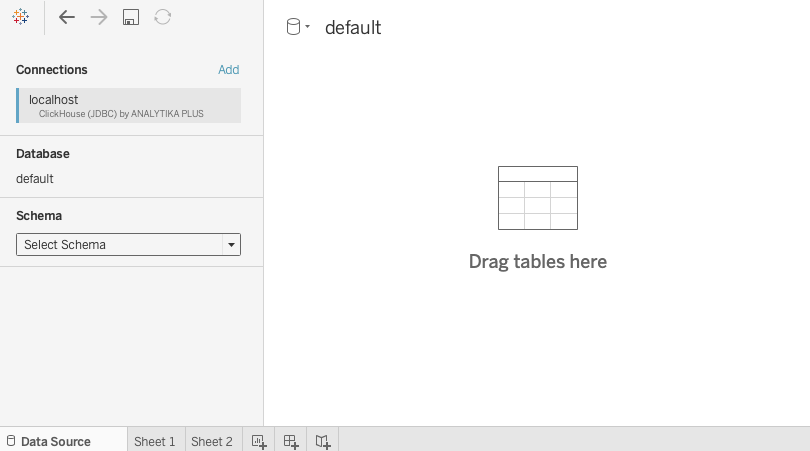 default
Connections
Add
localhost
ClickHouse (JDBC) by ANALYTIKA PLUS
Database
default
Schema
Select Schema
Drag tables here
Data Source
Sheet 1
Sheet 2